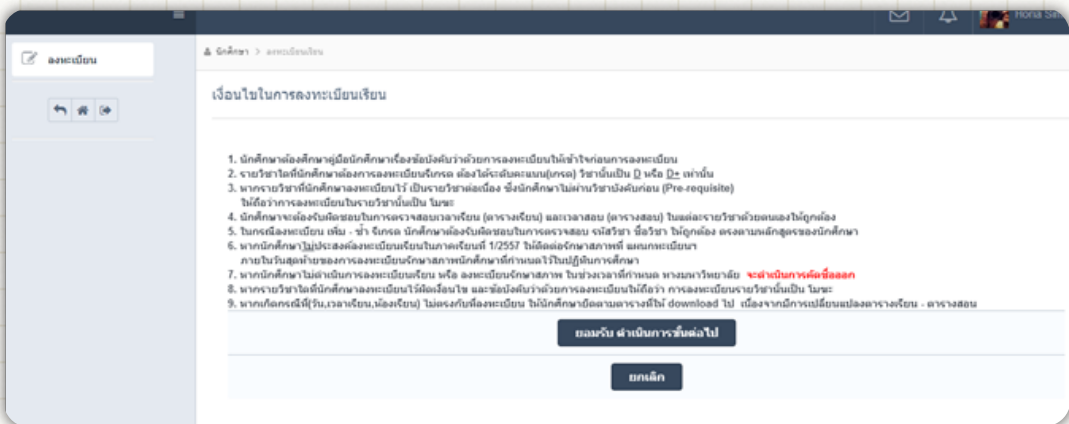 Horia Sim
ลงทะเบียน
นักศึกษา > ลงทะเบียนเรียน
เงื่อนไขในการลงทะเบียนเรียน
1. นักศึกษาต้องศึกษาคู่มือนักศึกษาเรื่องข้อบังคับว่าด้วยการลงทะเบียนให้เข้าใจก่อนการลงทะเบียน
2. รายวิชาใดที่นักศึกษาต้องการลงทะเบียนรีเกรด ต้องได้ระดับคะแนน(เกรด) วิชานั้นเป็น D หรือ D+ เท่านั้น
3. หากรายวิชาที่นักศึกษาลงทะเบียนไว้ เป็นรายวิชาต่อเนื่อง ซึ่งนักศึกษาไม่ผ่านวิชาบังคับก่อน (Pre-requisite)
ให้ถือว่าการลงทะเบียนในรายวิชานั้นเป็น โมฆะ
4. นักศึกษาจะต้องรับผิดชอบในการตรวจสอบเวลาเรียน (ตารางเรียน) และเวลาสอบ (ตารางสอบ) ในแต่ละรายวิชาด้วยตนเองให้ถูกต้อง
5. ในกรณีลงทะเบียน เพิ่ม - ซ้ำ รีเกรด นักศึกษาต้องรับผิดชอบในการตรวจสอบ รหัสวิชา ชื่อวิชา ให้ถูกต้อง ตรงตามหลักสูตรของนักศึกษา
6. หากนักศึกษาไม่ประสงค์ลงทะเบียนเรียนในภาคเรียนที่ 1/2557 ให้ติดต่อรักษาสภาพที่ แผนกทะเบียนฯ
ภายในวันสุดท้ายของการลงทะเบียนรักษาสภาพนักศึกษาที่กำหนดไว้ในปฏิทินการศึกษา
7. หากนักศึกษาไม่ดำเนินการลงทะเบียนเรียน หรือ ลงทะเบียนรักษาสภาพ ในช่วงเวลาที่กำหนด ทางมหาวิทยาลัย จะดำเนินการคัดชื่อออก
8. หากรายวิชาใดที่นักศึกษาลงทะเบียนไว้ผิดเงื่อนไข และข้อบังคับว่าด้วยการลงทะเบียนให้ถือว่า การลงทะเบียนรายวิชานั้นเป็น โมฆะ
9. หากเกิดกรณีที่(วัน,เวลาเรียน,ห้องเรียน) ไม่ตรงกับที่ลงทะเบียน ให้นักศึกษายึดตามตารางที่ให้ download ไป เนื่องจากมีการเปลี่ยนแปลงตารางเรียน - ตารางสอน
ยอมรับ ดำเนินการขั้นต่อไป
ยกเลิก